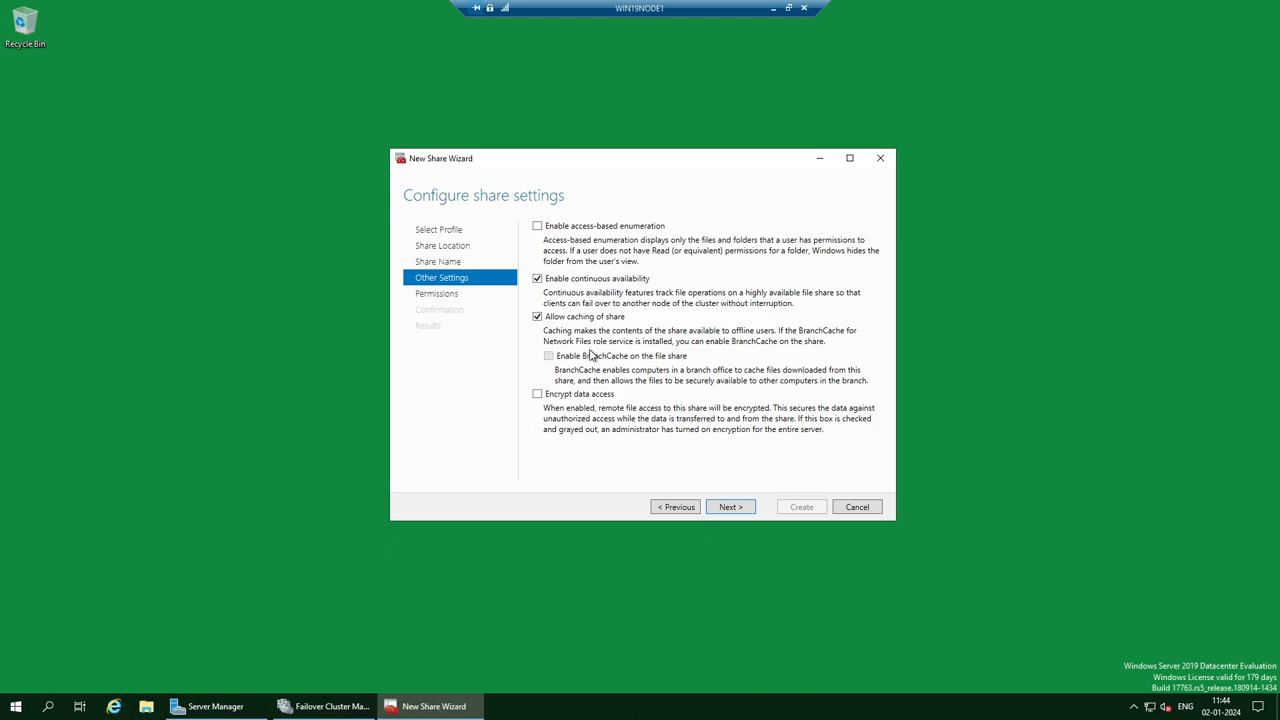 WIN19NODE1
Recycle Bin
New Share Wizard
Configure share settings
Select Profile
Share Location
Share Name
Other Settings
Permissions
Confirmation
Results
Enable access-based enumeration
Access-based enumeration displays only the files and folders that a user has permissions to
access. If a user does not have Read (or equivalent) permissions for a folder, Windows hides the
folder from the user's view.
Enable continuous availability
Continuous availability features track file operations on a highly available file share so that
clients can fail over to another node of the cluster without interruption.
Allow caching of share
Caching makes the contents of the share available to offline users. If the BranchCache for
Network Files role service is installed, you can enable BranchCache on the share.
Enable BranchCache on the file share
BranchCache enables computers in a branch office to cache files downloaded from this
share, and then allows the files to be securely available to other computers in the branch.
Encrypt data access
When enabled, remote file access to this share will be encrypted. This secures the data against
unauthorized access while the data is transferred to and from the share. If this box is checked
and grayed out, an administrator has turned on encryption for the entire server.
< Previous
Next >
Create
Cancel
Windows Server 2019 Datacenter Evaluation
Windows License valid for 179 days
Build 17763.rs5_release.180914-1434
Server Manager
Failover Cluster Ma...
New Share Wizard
ENG
11:44
02-01-2024